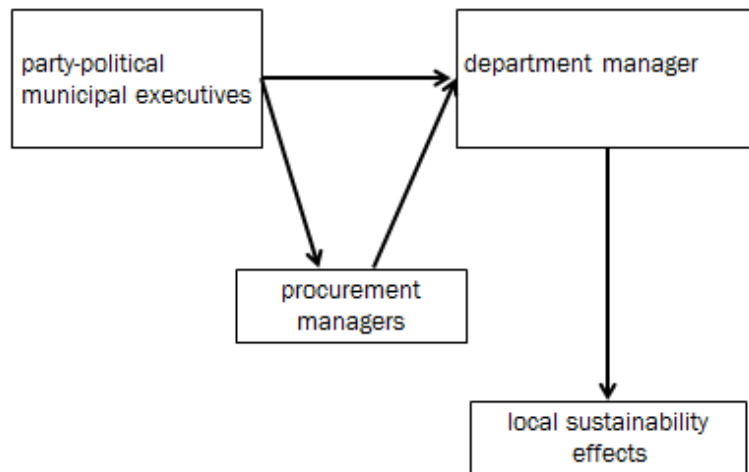 party-political
municipal executives
department manager
procurement
managers
local sustainability
effects